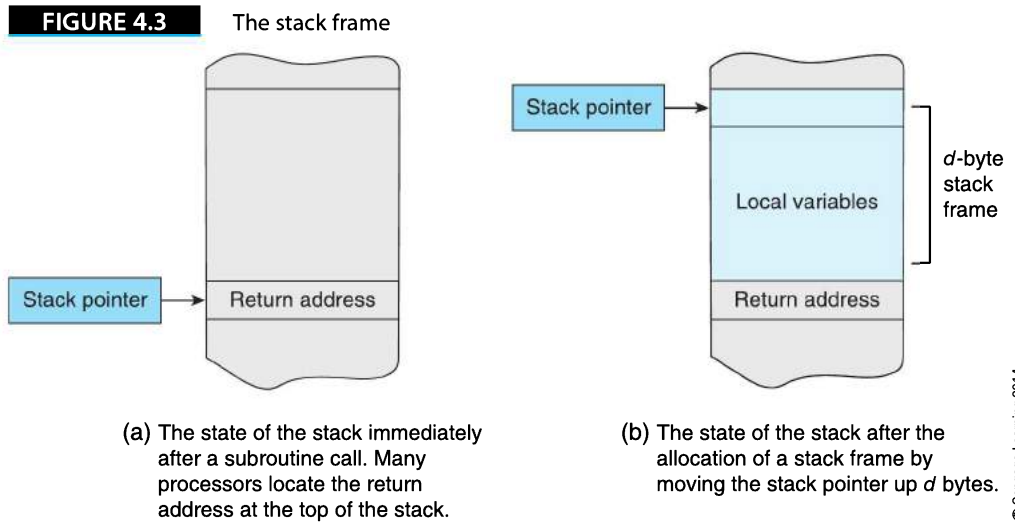 FIGURE 4.3 The stack frame
Stack pointer
Return address
(a) The state of the stack immediately
after a subroutine call. Many
processors locate the return
address at the top of the stack.
Stack pointer
Local variables
Return address
d-byte
stack
frame
(b) The state of the stack after the
allocation of a stack frame by
moving the stack pointer up d bytes.